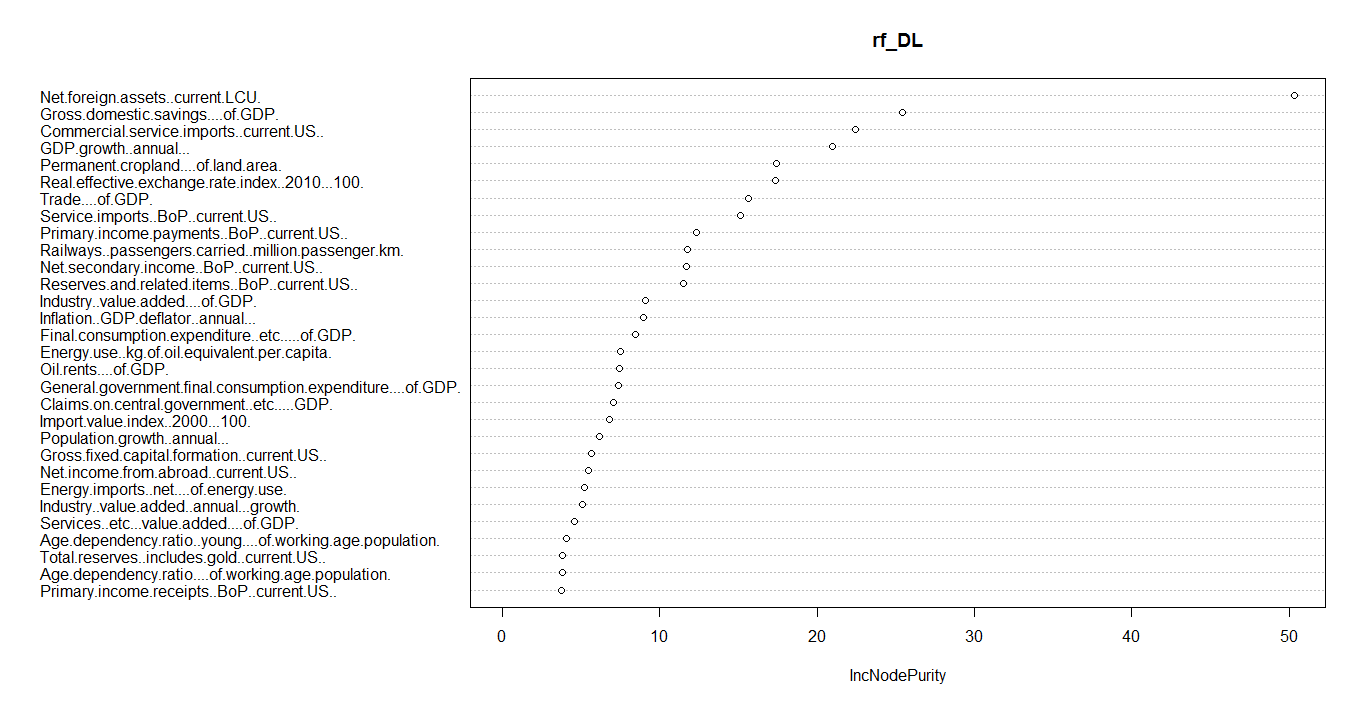 rf_DL
Net.foreign.assets..current.LCU.
Gross.domestic.savings....of.GDP.
Commercial.service.imports..current.US..
GDP.growth..annual...
Permanent.cropland....of.land.area.
Real.effective.exchange.rate.index..2010...100.
Trade....of.GDP.
Service.imports..BoP..current.US..
Primary.income.payments..BoP..current.US..
Railways..passengers.carried..million.passenger.km.
Net.secondary.income..BoP..current.US..
Reserves.and.related.items..BoP..current.US..
Industry..value.added....of.GDP.
Inflation..GDP.deflator..annual...
Final.consumption.expenditure..etc.....of.GDP.
Energy.use..kg.of.oil.equivalent.per.capita.
Oil.rents....of.GDP.
General.government.final.consumption.expenditure....of.GDP.
Claims.on.central.government..etc.....GDP.
Import.value.index..2000...100.
Population.growth..annual...
Gross.fixed.capital.formation..current.US..
Net.income.from.abroad..current.US..
Energy.imports..net....of.energy.use.
Industry..value.added..annual...growth.
Services..etc...value.added....of.GDP.
Age.dependency.ratio..young....of.working.age.population.
Total.reserves..includes.gold..current.US..
Age.dependency.ratio....of.working.age.population.
Primary.income.receipts..BoP..current.US..
0 10 20 30 40 50
IncNodePurity